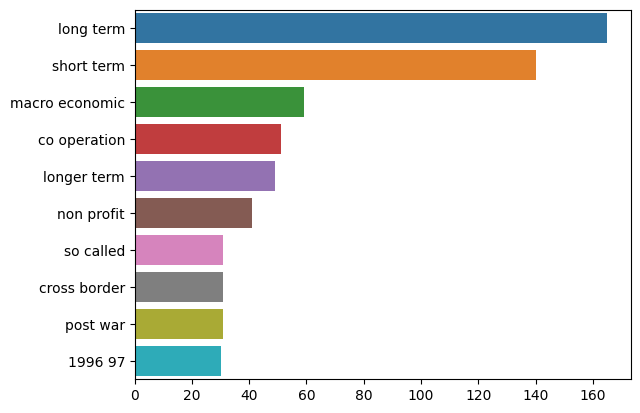 long term
short term
macro economic
co operation
longer term
non profit
so called
cross border
post war
1996 97
0 20 40 60 80 100 120 140 160